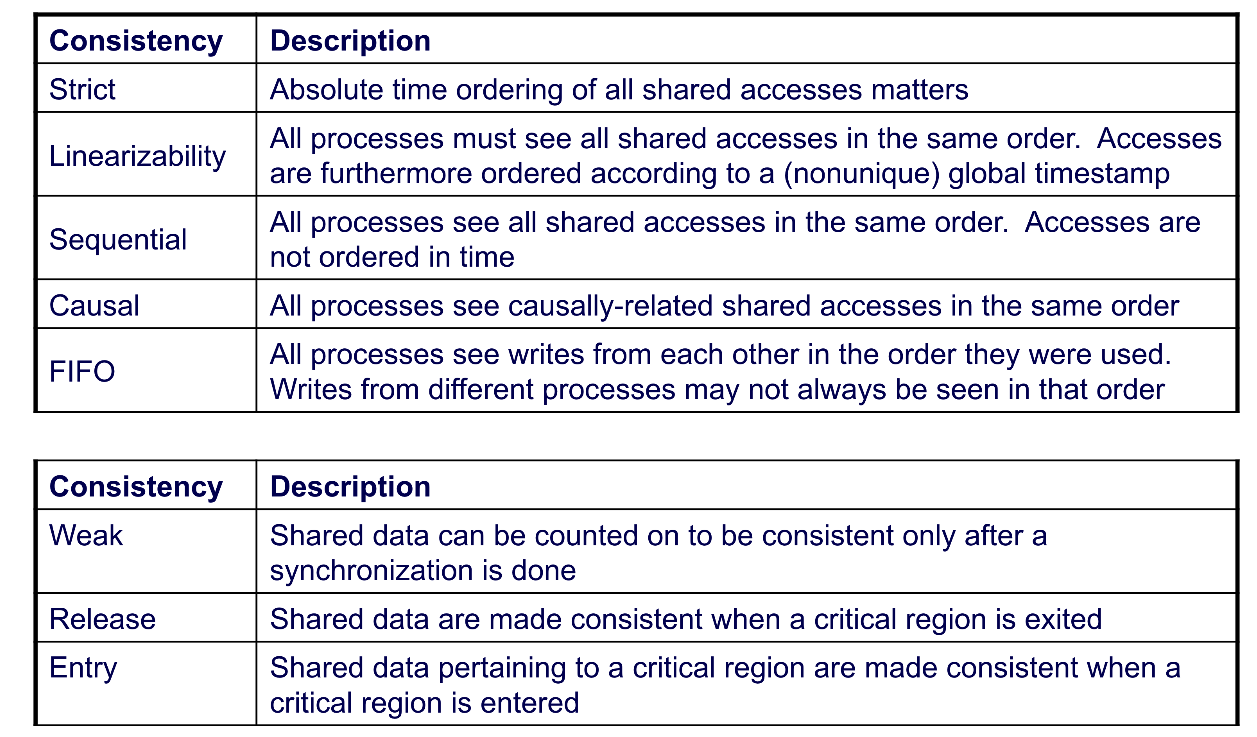 Consistency Description
Strict Absolute time ordering of all shared accesses matters
Linearizability All processes must see all shared accesses in the same order. Accesses
are furthermore ordered according to a (nonunique) global timestamp
Sequential All processes see all shared accesses in the same order. Accesses are
not ordered in time
Causal All processes see causally-related shared accesses in the same order
FIFO All processes see writes from each other in the order they were used.
Writes from different processes may not always be seen in that order
Consistency Description
Weak Shared data can be counted on to be consistent only after a
synchronization is done
Release Shared data are made consistent when a critical region is exited
Entry Shared data pertaining to a critical region are made consistent when a
critical region is entered